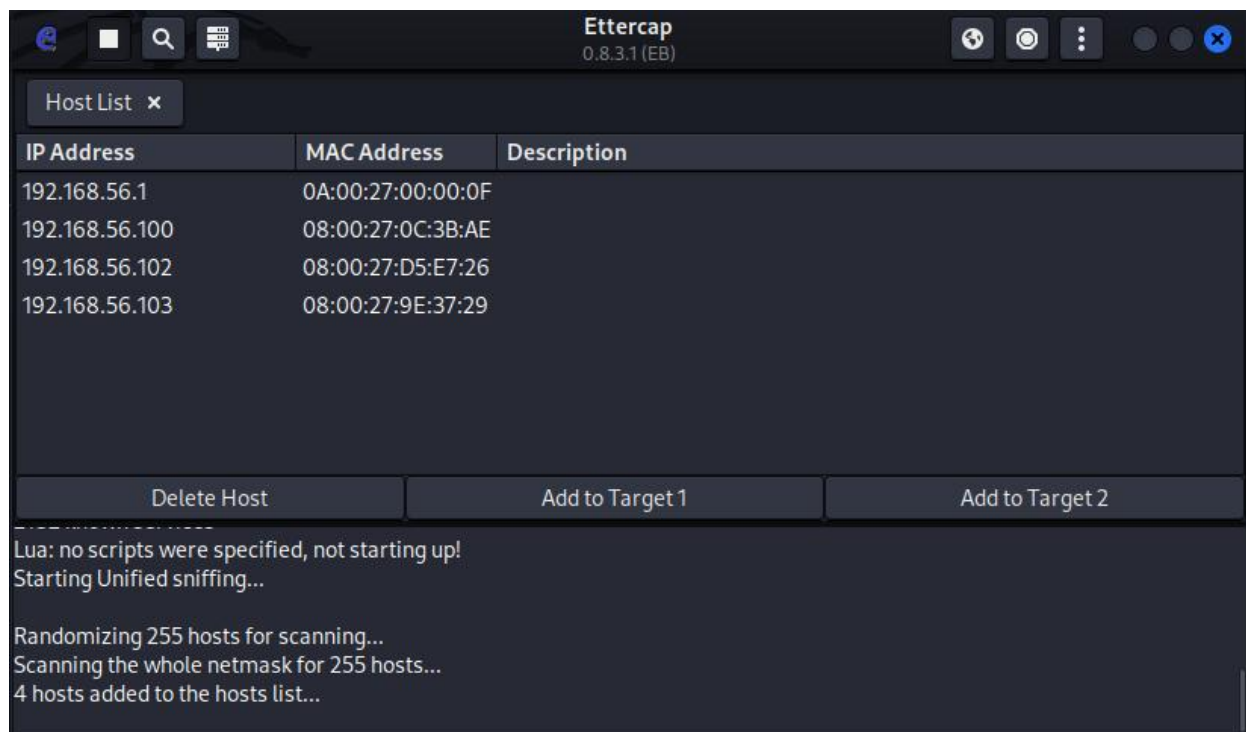 Ettercap
0.8.3.1 (EB)
Host List ×
IP Address MAC Address Description
192.168.56.1 0A:00:27:00:00:0F
192.168.56.100 08:00:27:0C:3B:AE
192.168.56.102 08:00:27:D5:E7:26
192.168.56.103 08:00:27:9E:37:29
Delete Host Add to Target 1 Add to Target 2
Lua: no scripts were specified, not starting up!
Starting Unified sniffing...
Randomizing 255 hosts for scanning...
Scanning the whole netmask for 255 hosts...
4 hosts added to the hosts list...